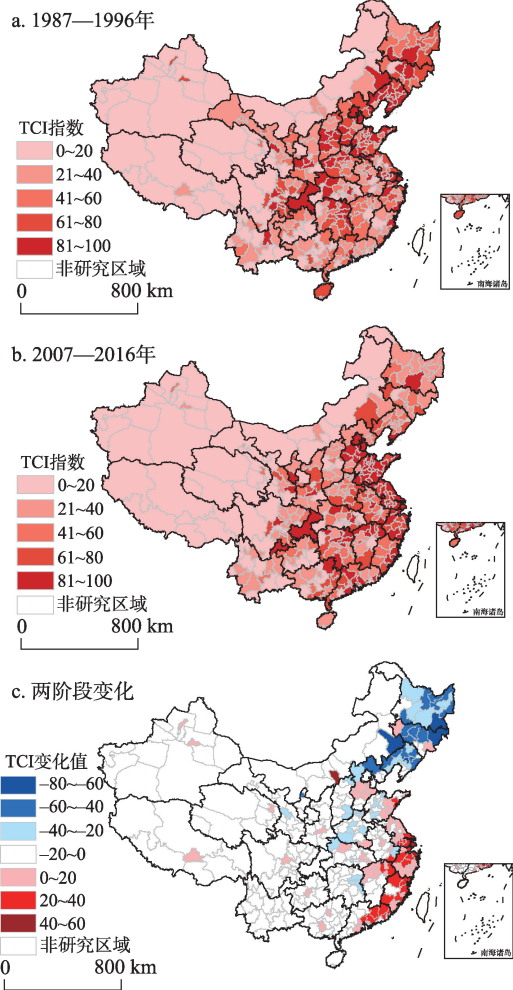 a. 1987—1996年
TCI指数
0~20
21~40
41~60
61~80
81~100
非研究区域
0 800 km
南海诸岛
b. 2007—2016年
TCI指数
0~20
21~40
41~60
61~80
81~100
非研究区域
0 800 km
南海诸岛
c. 两阶段变化
TCI变化值
−80~−60
−60~−40
−40~−20
−20~0
0~20
20~40
40~60
非研究区域
0 800 km
南海诸岛